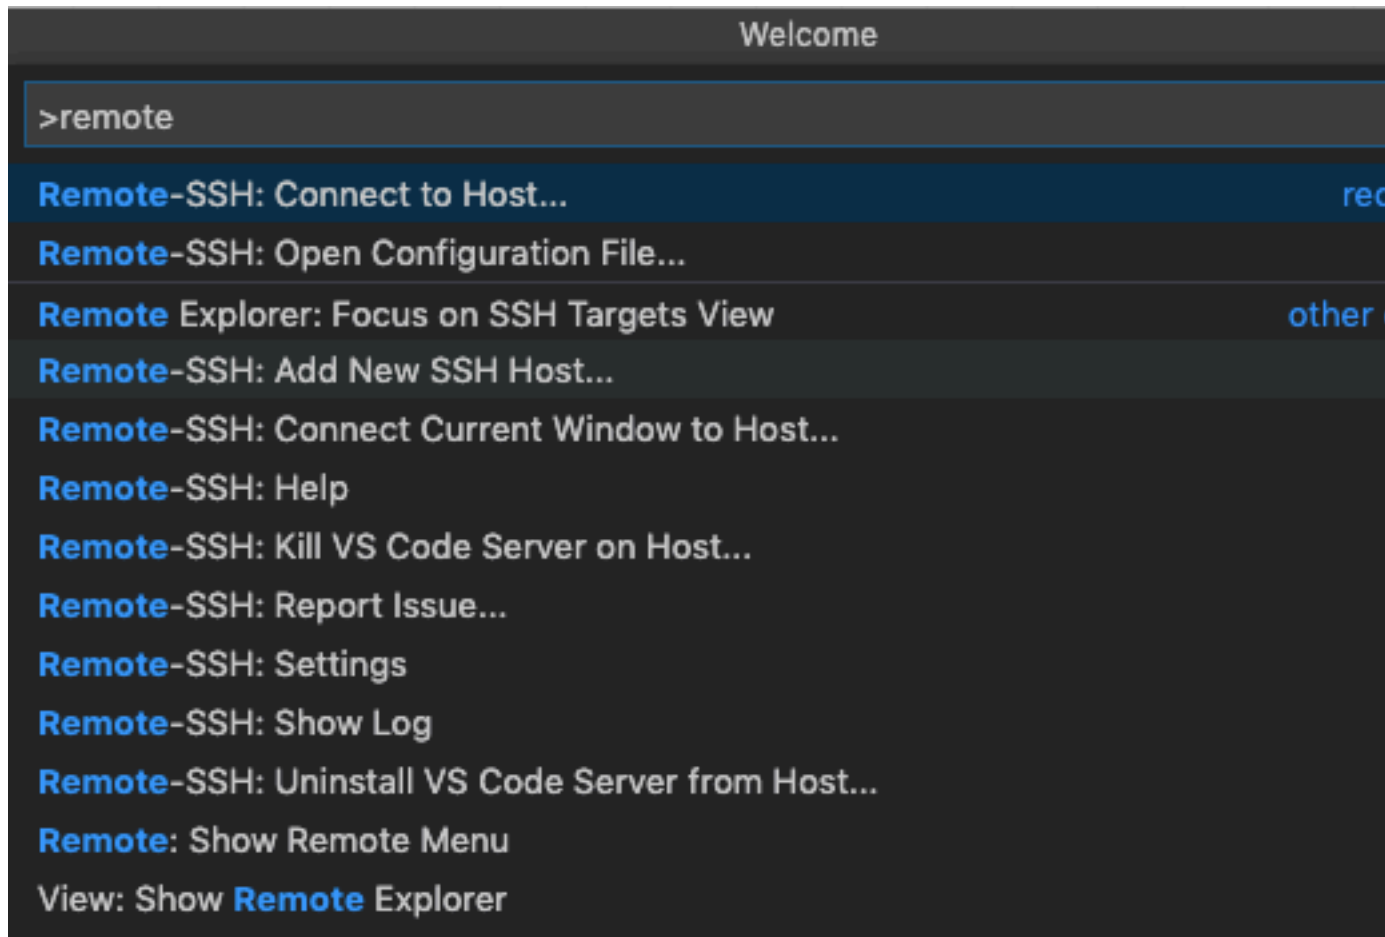 Welcome
>remote
Remote-SSH: Connect to Host...
Remote-SSH: Open Configuration File...
Remote Explorer: Focus on SSH Targets View other
Remote-SSH: Add New SSH Host...
Remote-SSH: Connect Current Window to Host...
Remote-SSH: Help
Remote-SSH: Kill VS Code Server on Host...
Remote-SSH: Report Issue...
Remote-SSH: Settings
Remote-SSH: Show Log
Remote-SSH: Uninstall VS Code Server from Host...
Remote: Show Remote Menu
View: Show Remote Explorer